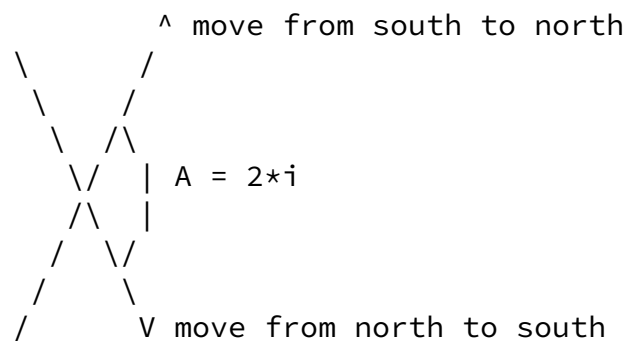 ^ move from south to north
\ /
\ /
\ /\
\/ | A = 2*i
/\ |
/ \/
/ \
/ V move from north to south